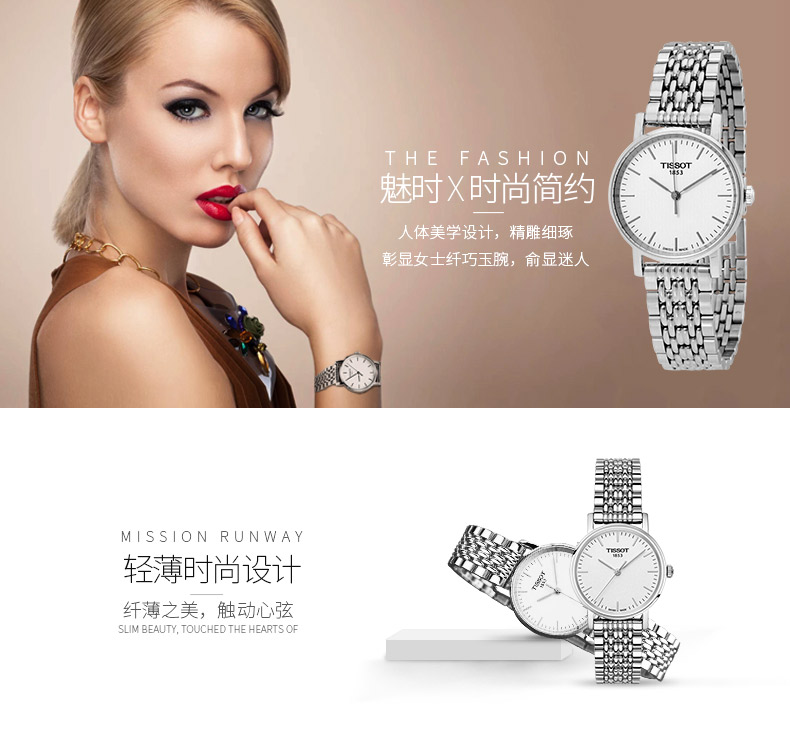 THE FASHION
魅时 X 时尚简约
人体美学设计，精雕细琢
彰显女士纤巧玉腕，俞显迷人
TISSOT
1853
MISSION RUNWAY
轻薄时尚设计
纤薄之美，触动心弦
SLIM BEAUTY, TOUCHED THE HEARTS OF
TISSOT
1853
TISSOT
1853